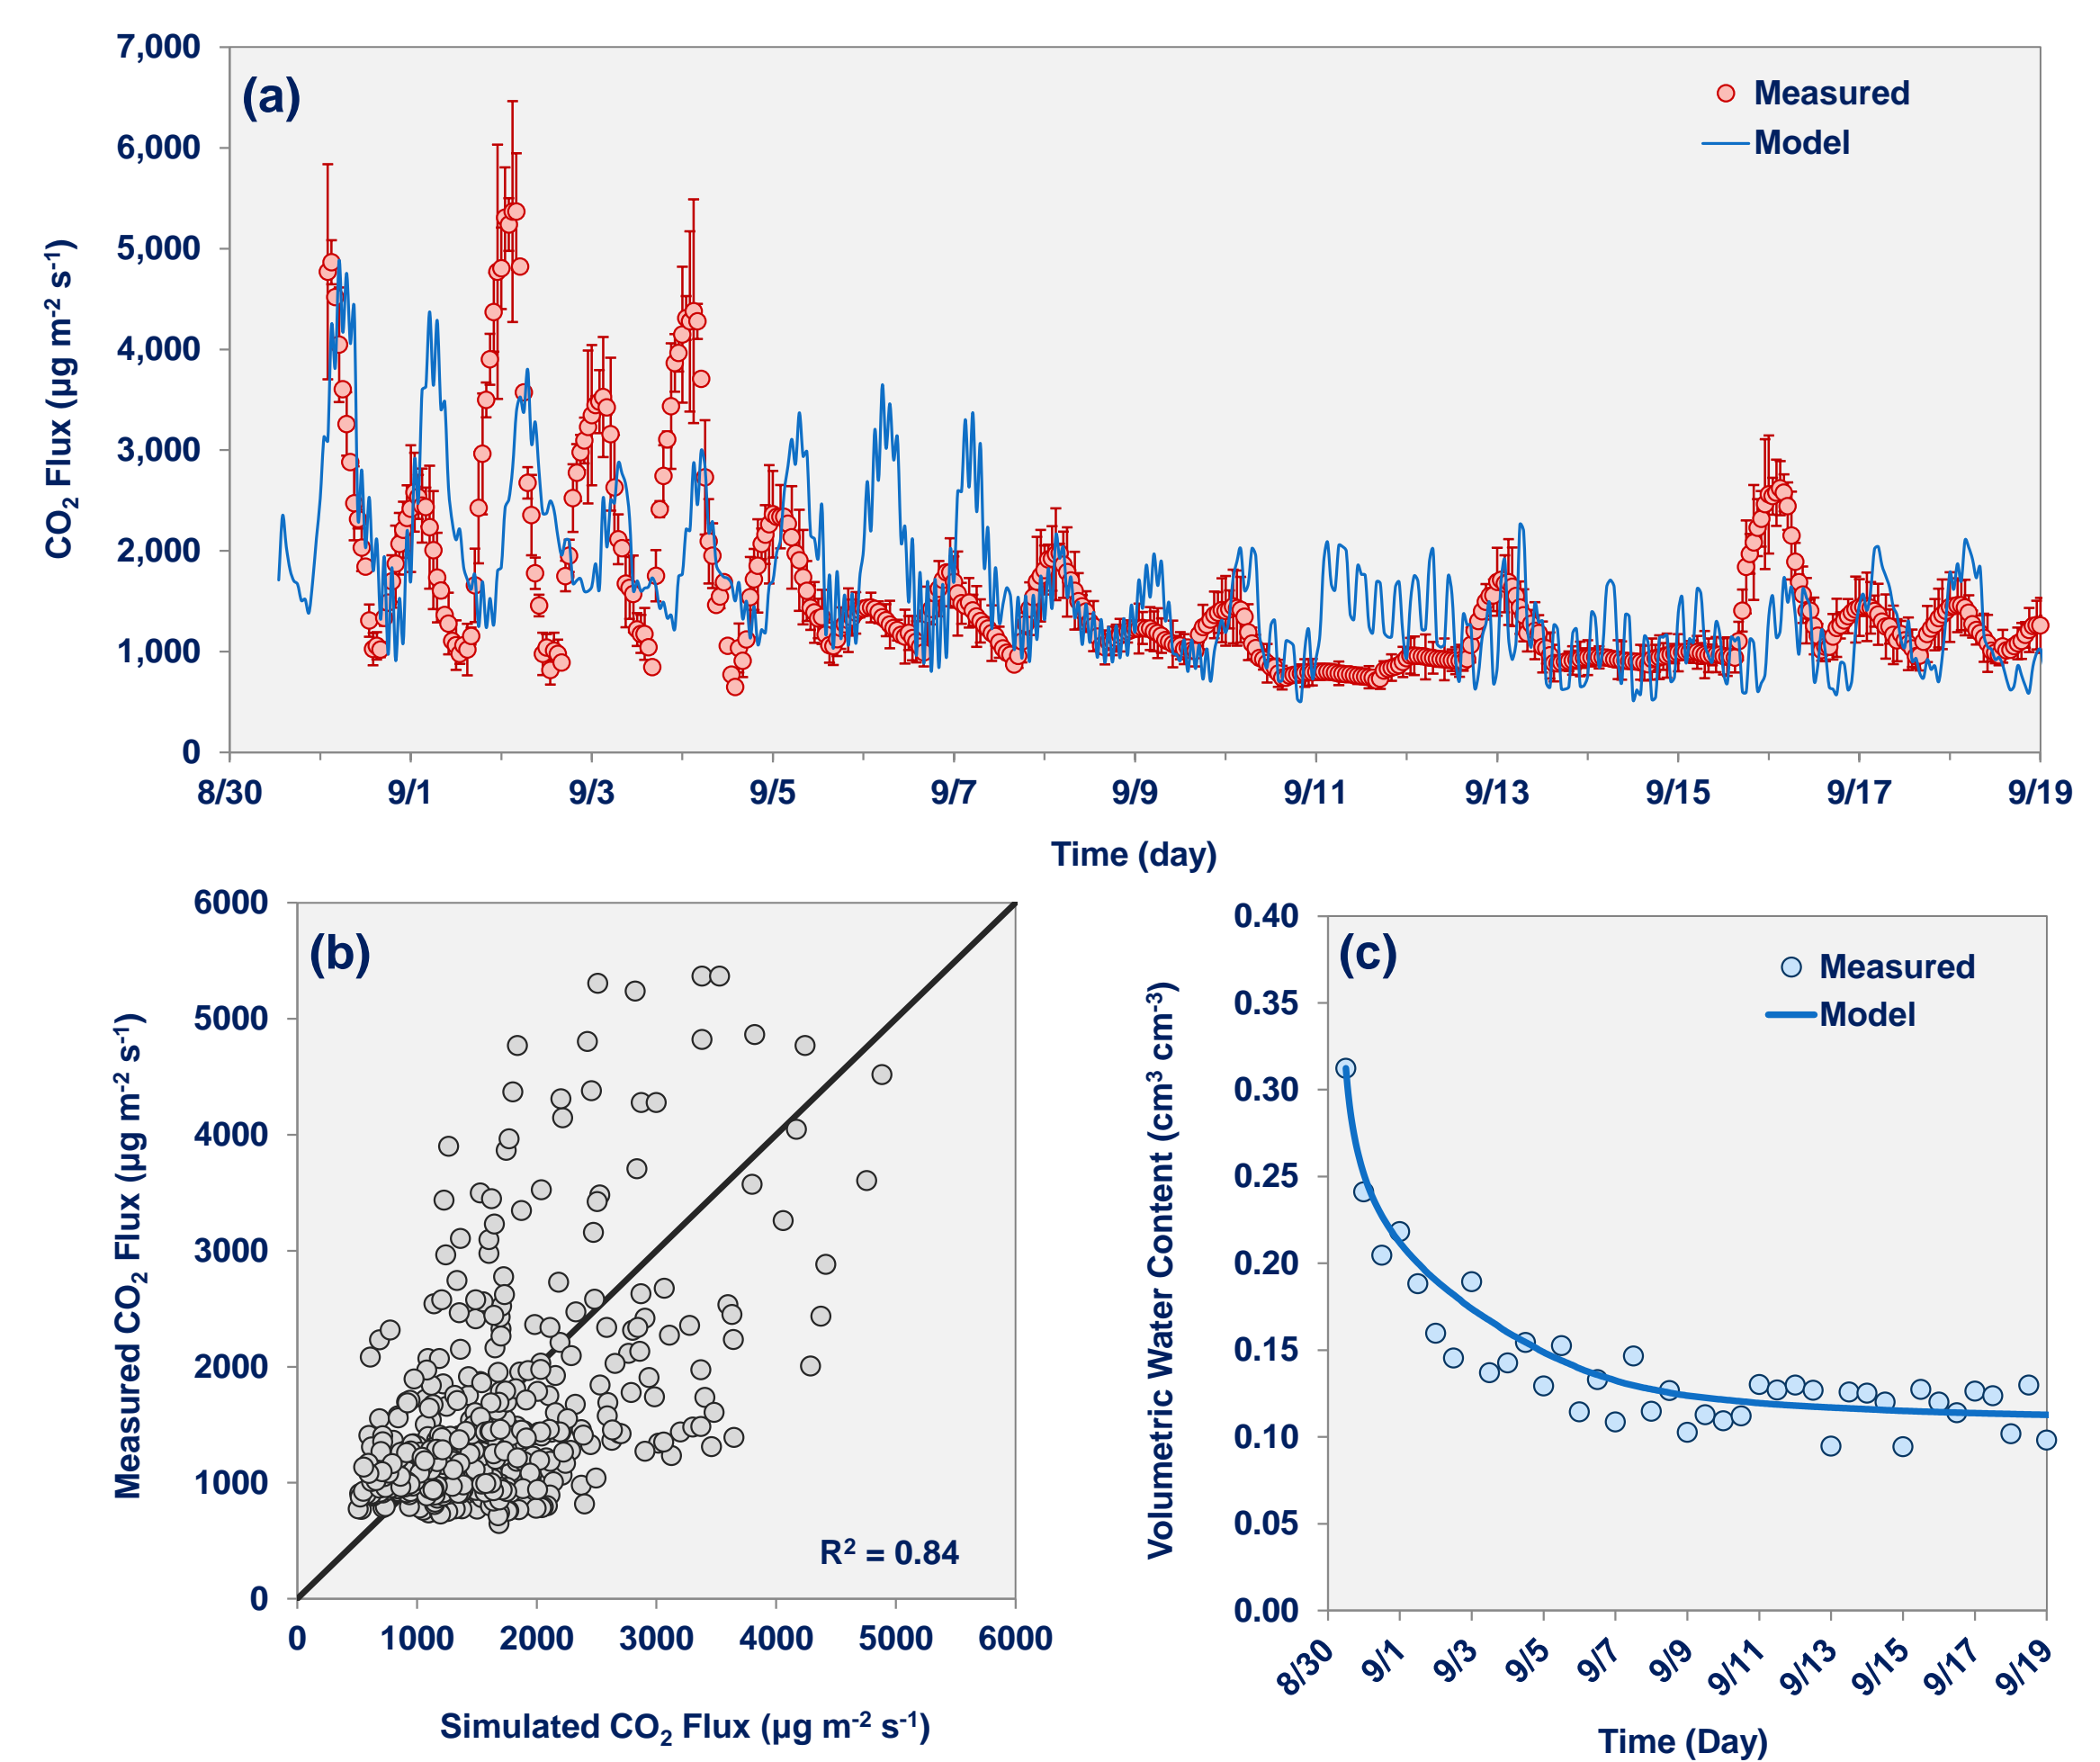 7,000
6,000
5,000
4,000
3,000
2,000
1,000
0
CO₂ Flux (µg m⁻² s⁻¹)
(a)
Measured
Model
8/30 9/1 9/3 9/5 9/7 9/9 9/11 9/13 9/15 9/17 9/19
Time (day)
6000
5000
4000
3000
2000
1000
0
Measured CO₂ Flux (µg m⁻² s⁻¹)
(b)
R² = 0.84
0 1000 2000 3000 4000 5000 6000
Simulated CO₂ Flux (µg m⁻² s⁻¹)
0.40
0.35
0.30
0.25
0.20
0.15
0.10
0.05
0.00
Volumetric Water Content (cm³ cm⁻³)
(c)
Measured
Model
8/30 9/1 9/3 9/5 9/7 9/9 9/11 9/13 9/15 9/17 9/19
Time (Day)